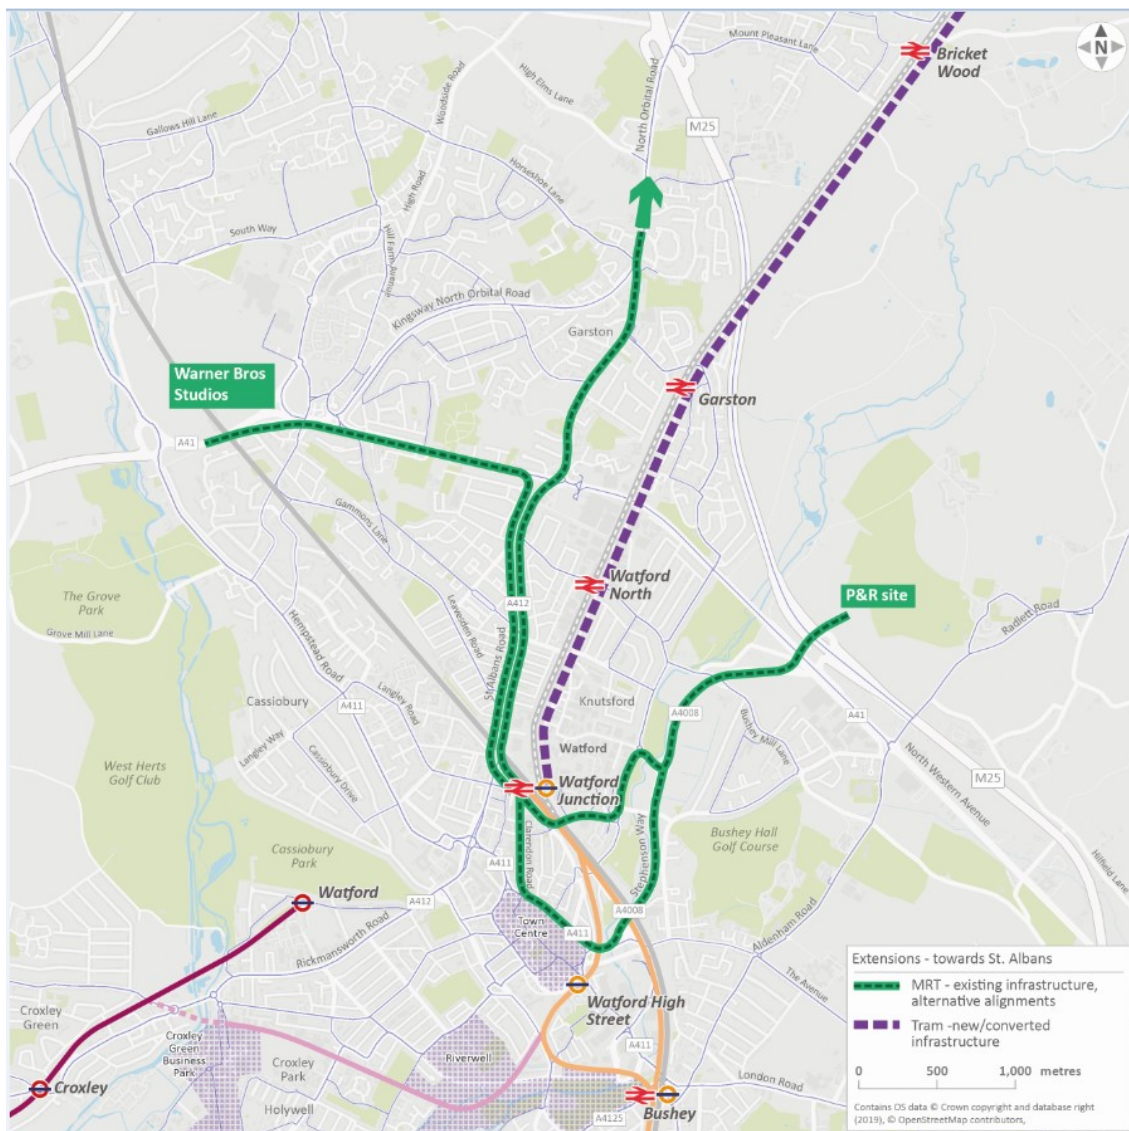 Mount Pleasant Lane
Bricket
Wood
N
Woodside Road
High Elms Lane
North Orbital Road
M25
Gallows Hill Lane
High Road
Horseshoe Lane
South Way
Hill Farm Avenue
Kingsway North Orbital Road
Garston
Warner Bros
Studios
Garston
A41
Gammons Lane
Watford
North
The Grove
Park
Grove Mill Lane
Hempstead Road
Leavesden Road
A412
St Albans Road
P&R site
Radlett Road
Cassiobury
Langley Road
A411
Langley Way
Cassiobury Drive
Knutsford
A4008
Bushey Mill Lane
A41
North Western Avenue
M25
Watford
Watford
Junction
West Herts
Golf Club
Cassiobury
Park
Clarendon Road
A411
Stephenson Way
Bushey Hall
Golf Course
Hilfield Lane
Watford
A412
Rickmansworth Road
Town
Centre
A411
A4008
Aldenham Road
The Avenue
Watford High
Street
Croxley
Green
Croxley
Green
Business
Park
Croxley
Park
Riverwell
A411
London Road
Croxley
Holywell
A4125
Bushey
Extensions - towards St. Albans
MRT - existing infrastructure,
alternative alignments
Tram -new/converted
infrastructure
0 500 1,000 metres
Contains OS data © Crown copyright and database right
(2019), © OpenStreetMap contributors,